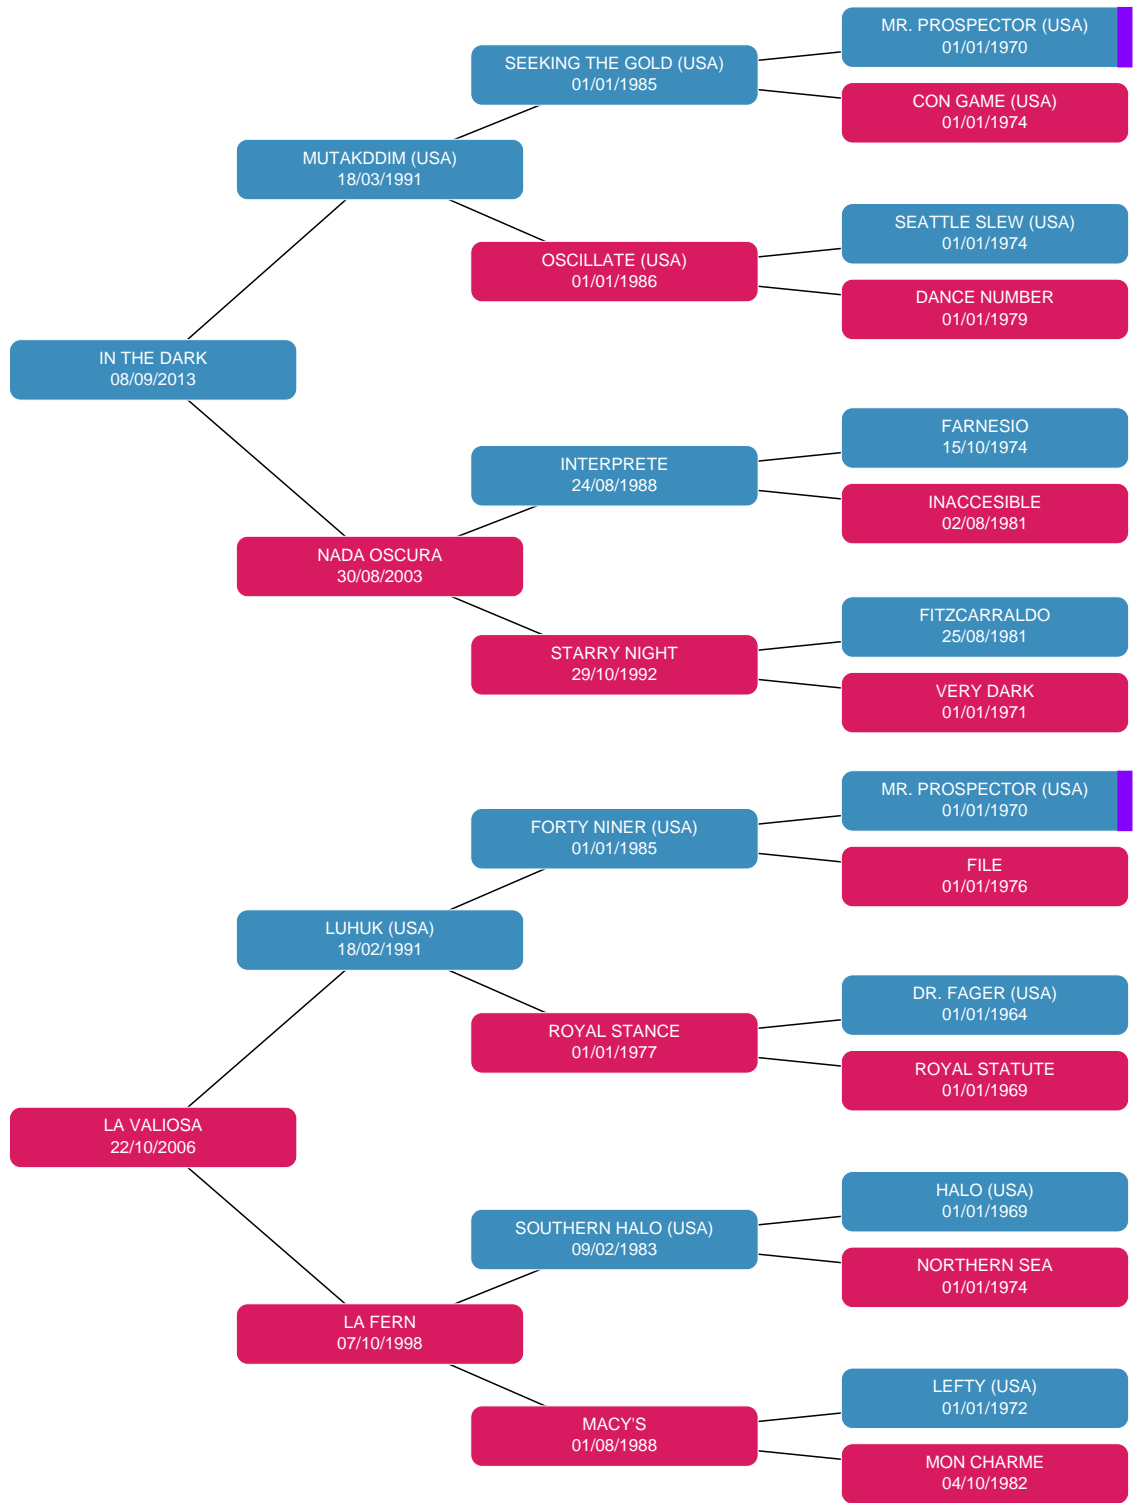 MR. PROSPECTOR (USA)
01/01/1970
SEEKING THE GOLD (USA)
01/01/1985
CON GAME (USA)
01/01/1974
MUTAKDDIM (USA)
18/03/1991
SEATTLE SLEW (USA)
01/01/1974
OSCILLATE (USA)
01/01/1986
DANCE NUMBER
01/01/1979
IN THE DARK
08/09/2013
FARNESIO
15/10/1974
INTERPRETE
24/08/1988
INACCESIBLE
02/08/1981
NADA OSCURA
30/08/2003
FITZCARRALDO
25/08/1981
STARRY NIGHT
29/10/1992
VERY DARK
01/01/1971
MR. PROSPECTOR (USA)
01/01/1970
FORTY NINER (USA)
01/01/1985
FILE
01/01/1976
LUHUK (USA)
18/02/1991
DR. FAGER (USA)
01/01/1964
ROYAL STANCE
01/01/1977
ROYAL STATUTE
01/01/1969
LA VALIOSA
22/10/2006
HALO (USA)
01/01/1969
SOUTHERN HALO (USA)
09/02/1983
NORTHERN SEA
01/01/1974
LA FERN
07/10/1998
LEFTY (USA)
01/01/1972
MACY'S
01/08/1988
MON CHARME
04/10/1982